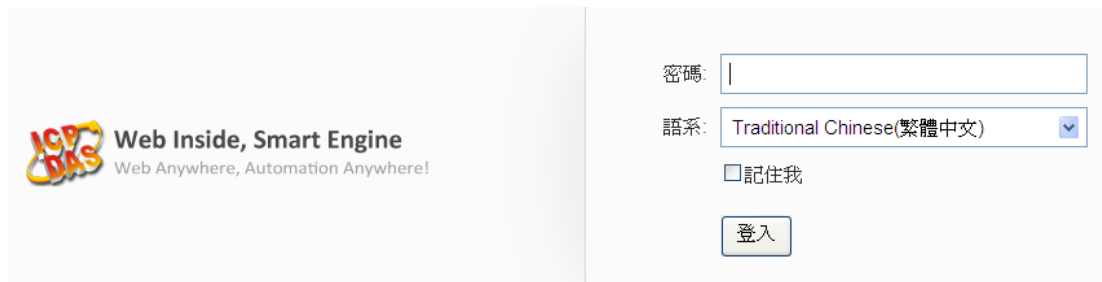 ICP
DAS
Web Inside, Smart Engine
Web Anywhere, Automation Anywhere!
密碼:
語系:
Traditional Chinese(繁體中文)
記住我
登入